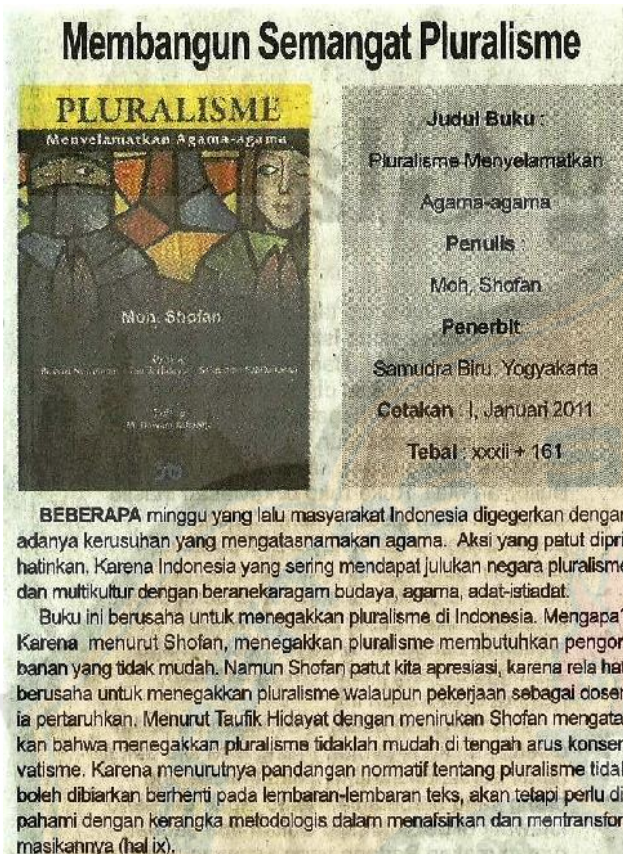 Membangun Semangat Pluralisme
PLURALISME
Menyelamatkan Agama-agama
Moh. Shofan
Judul Buku :
Pluralisme Menyelamatkan
Agama-agama
Penulis :
Moh, Shofan
Penerbit
Samudra Biru, Yogyakarta
Cetakan : I, Januari 2011
Tebal : xxxii + 161
BEBERAPA minggu yang lalu masyarakat Indonesia digegerkan dengan
adanya kerusuhan yang mengatasnamakan agama. Aksi yang patut dipri
hatinkan. Karena Indonesia yang sering mendapat julukan negara pluralisme
dan multikultur dengan beranekaragam budaya, agama, adat-istiadat.
Buku ini berusaha untuk menegakkan pluralisme di Indonesia. Mengapa?
Karena menurut Shofan, menegakkan pluralisme membutuhkan pengor
banan yang tidak mudah. Namun Shofan patut kita apresiasi, karena rela hat
berusaha untuk menegakkan pluralisme walaupun pekerjaan sebagai dosen
ia pertaruhkan. Menurut Taufik Hidayat dengan menirukan Shofan mengata
kan bahwa menegakkan pluralisme tidaklah mudah di tengah arus konser
vatisme. Karena menurutnya pandangan normatif tentang pluralisme tidak
boleh dibiarkan berhenti pada lembaran-lembaran teks, akan tetapi perlu di
pahami dengan kerangka metodologis dalam menafsirkan dan mentransfor
masikannya (hal ix).